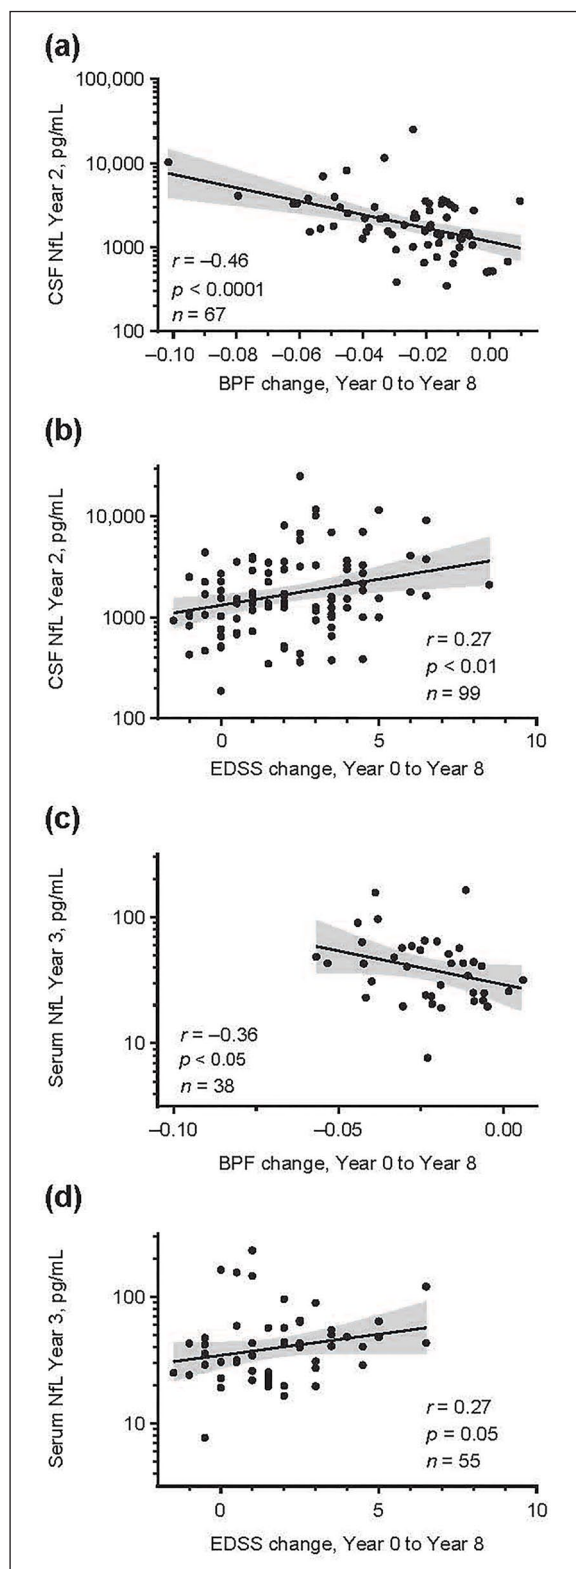 (a)
CSF NfL Year 2, pg/mL
100,000
10,000
1000
100
r = –0.46
p < 0.0001
n = 67
–0.10 –0.08 –0.06 –0.04 –0.02 0.00
BPF change, Year 0 to Year 8
(b)
CSF NfL Year 2, pg/mL
10,000
1000
100
r = 0.27
p < 0.01
n = 99
0 5 10
EDSS change, Year 0 to Year 8
(c)
Serum NfL Year 3, pg/mL
100
10
r = –0.36
p < 0.05
n = 38
–0.10 –0.05 0.00
BPF change, Year 0 to Year 8
(d)
Serum NfL Year 3, pg/mL
100
10
r = 0.27
p = 0.05
n = 55
0 5 10
EDSS change, Year 0 to Year 8